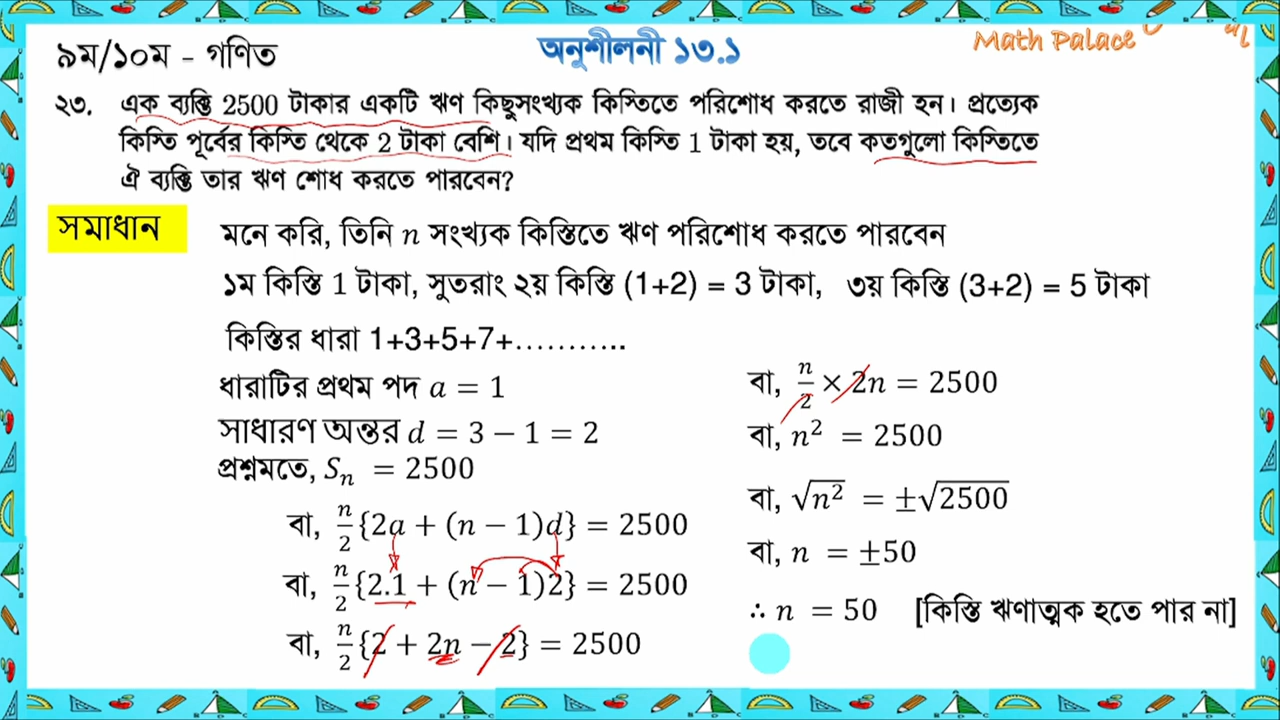 ৯ম/১০ম - গণিত
অনুশীলনী ১৩.১
Math Palace
২৩. এক ব্যক্তি 2500 টাকার একটি ঋণ কিছুসংখ্যক কিস্তিতে পরিশোধ করতে রাজী হন। প্রত্যেক
কিস্তি পূর্বের কিস্তি থেকে 2 টাকা বেশি। যদি প্রথম কিস্তি 1 টাকা হয়, তবে কতগুলো কিস্তিতে
ঐ ব্যক্তি তার ঋণ শোধ করতে পারবেন?
সমাধান
মনে করি, তিনি n সংখ্যক কিস্তিতে ঋণ পরিশোধ করতে পারবেন
১ম কিস্তি 1 টাকা, সুতরাং ২য় কিস্তি (1+2) = 3 টাকা, ৩য় কিস্তি (3+2) = 5 টাকা
কিস্তির ধারা 1+3+5+7+………..
ধারাটির প্রথম পদ a = 1
সাধারণ অন্তর d = 3 − 1 = 2
প্রশ্নমতে, Sₙ = 2500
বা, n/2 {2a + (n − 1)d} = 2500
বা, n/2 {2.1 + (n − 1)2} = 2500
বা, n/2 {2 + 2n − 2} = 2500
বা, n/2 × 2n = 2500
বা, n² = 2500
বা, √n² = ±√2500
বা, n = ±50
∴ n = 50 [কিস্তি ঋণাত্মক হতে পার না]